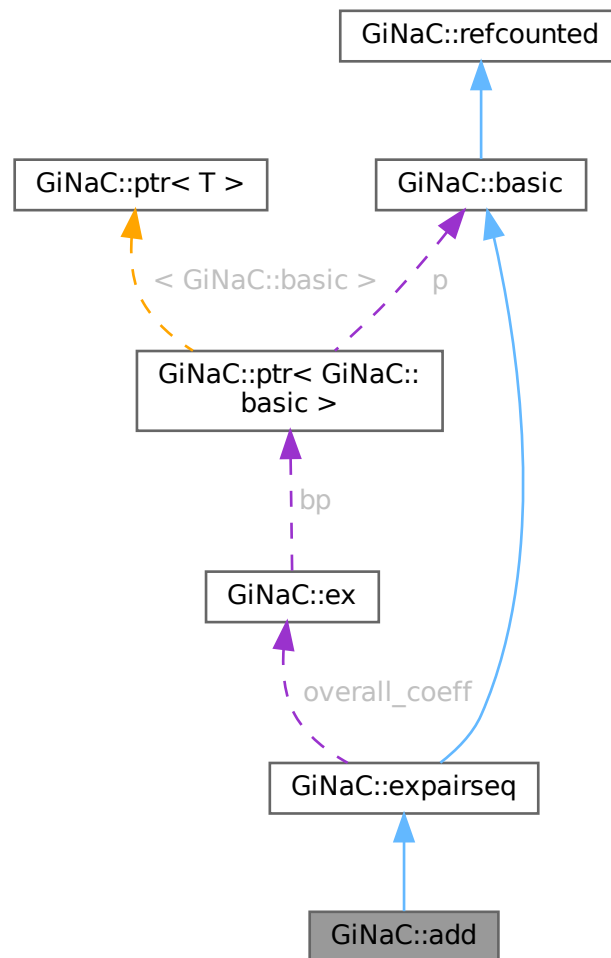 GiNaC::refcounted
GiNaC::ptr< T >
GiNaC::basic
< GiNaC::basic >
p
GiNaC::ptr< GiNaC::
basic >
bp
GiNaC::ex
overall_coeff
GiNaC::expairseq
GiNaC::add